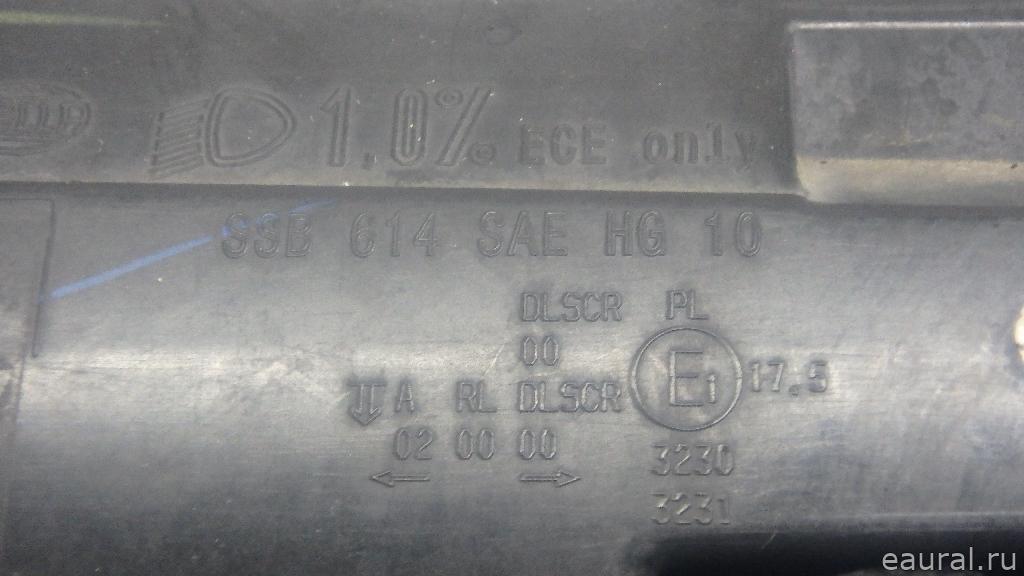 1.0% ECE only
SSB 614 SAE HG 10
DLSCR PL
00
A RL DLSCR E1 17.5
02 00 00
3230
3231
eaural.ru